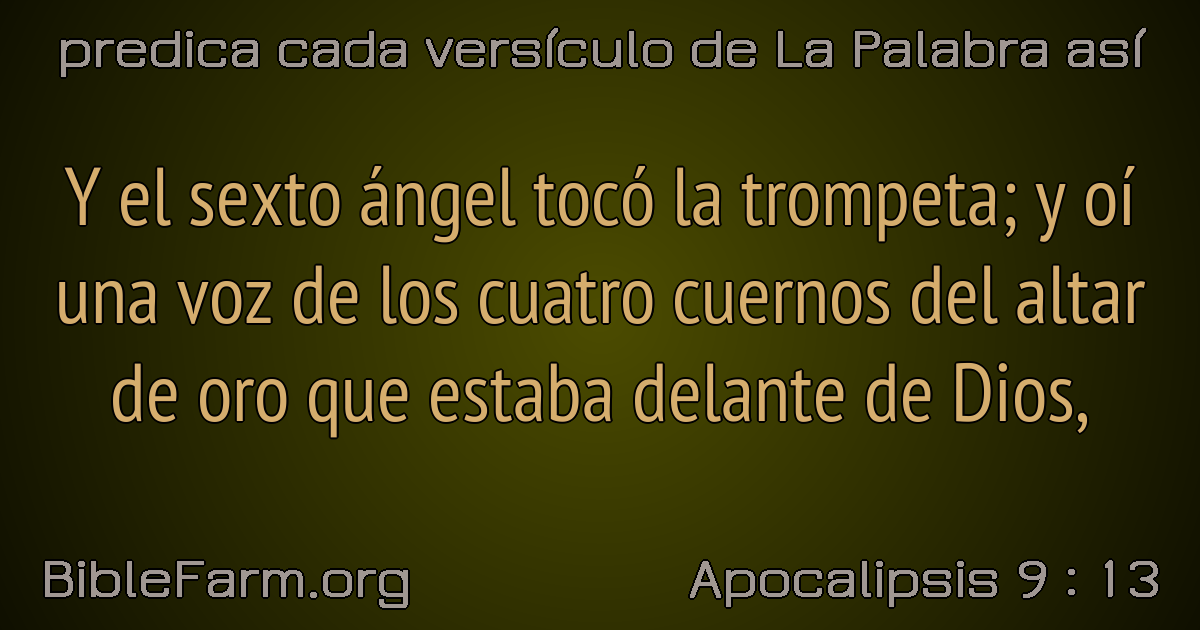 predica cada versículo de La Palabra así
Y el sexto ángel tocó la trompeta; y oí
una voz de los cuatro cuernos del altar
de oro que estaba delante de Dios,
BibleFarm.org
Apocalipsis 9 : 13